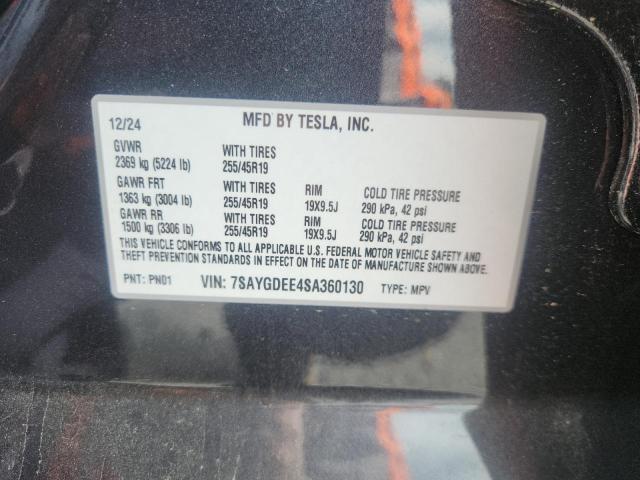 12/24 MFD BY TESLA, INC.
GVWR WITH TIRES
2369 kg (5224 lb) 255/45R19
GAWR FRT WITH TIRES RIM COLD TIRE PRESSURE
1363 kg (3004 lb) 255/45R19 19X9.5J 290 kPa, 42 psi
GAWR RR WITH TIRES RIM COLD TIRE PRESSURE
1500 kg (3306 lb) 255/45R19 19X9.5J 290 kPa, 42 psi
THIS VEHICLE CONFORMS TO ALL APPLICABLE U.S. FEDERAL MOTOR VEHICLE SAFETY AND
THEFT PREVENTION STANDARDS IN EFFECT ON THE DATE OF MANUFACTURE SHOWN ABOVE.
PNT: PN01 VIN: 7SAYGDEE4SA360130 TYPE: MPV